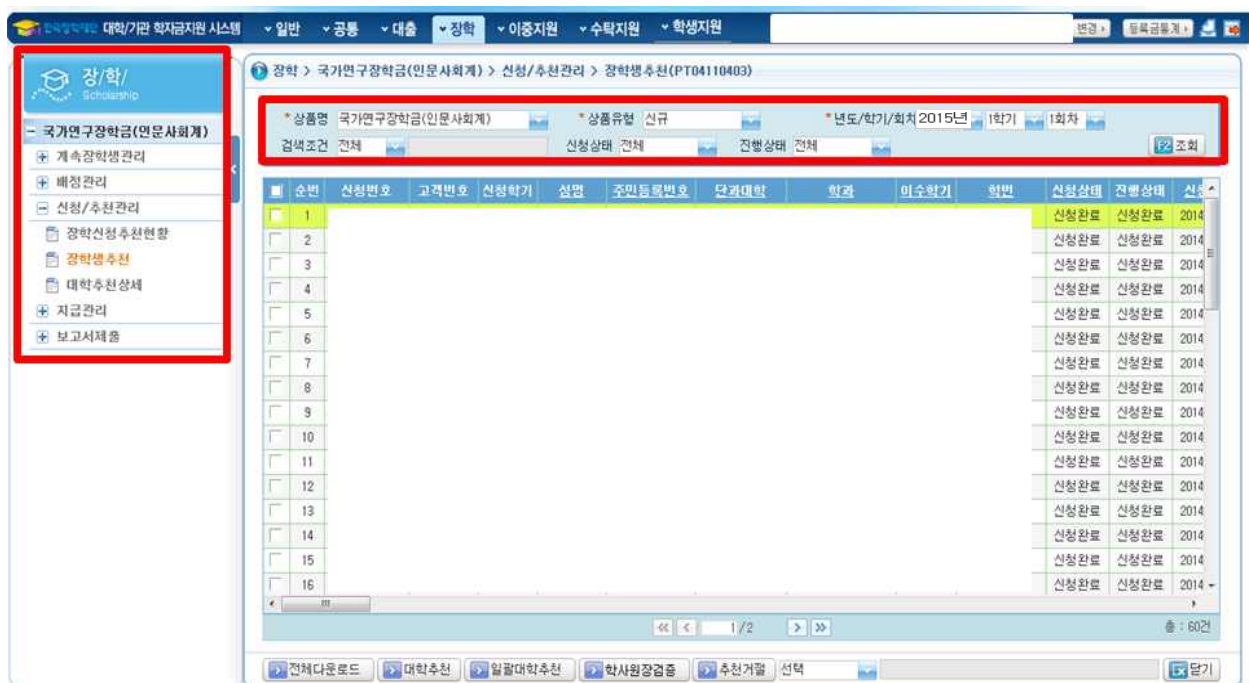 한국장학재단 대학/기관 학자금지원 시스템 일반 공통 대출 장학 이중지원 수탁지원 학생지원 변경 등록금통계
장/학/
Scholarship
국가연구장학금(인문사회계)
계속장학생관리
배정관리
신청/추천관리
장학신청추천현황
장학생추천
대학추천상세
지급관리
보고서제출
장학 > 국가연구장학금(인문사회계) > 신청/추천관리 > 장학생추천(PT04110403)
*상품명 국가연구장학금(인문사회계) *상품유형 신규 *년도/학기/회차 2015년 1학기 1회차
검색조건 전체 신청상태 전체 진행상태 전체 F2 조회
순번 신청번호 고객번호 신청학기 성명 주민등록번호 단과대학 학과 이수학기 학번 신청상태 진행상태 신청
1 신청완료 신청완료 2014
2 신청완료 신청완료 2014
3 신청완료 신청완료 2014
4 신청완료 신청완료 2014
5 신청완료 신청완료 2014
6 신청완료 신청완료 2014
7 신청완료 신청완료 2014
8 신청완료 신청완료 2014
9 신청완료 신청완료 2014
10 신청완료 신청완료 2014
11 신청완료 신청완료 2014
12 신청완료 신청완료 2014
13 신청완료 신청완료 2014
14 신청완료 신청완료 2014
15 신청완료 신청완료 2014
16 신청완료 신청완료 2014
1/2 총 : 60건
전체다운로드 대학추천 일괄대학추천 학사원장검증 추천거절 선택 닫기